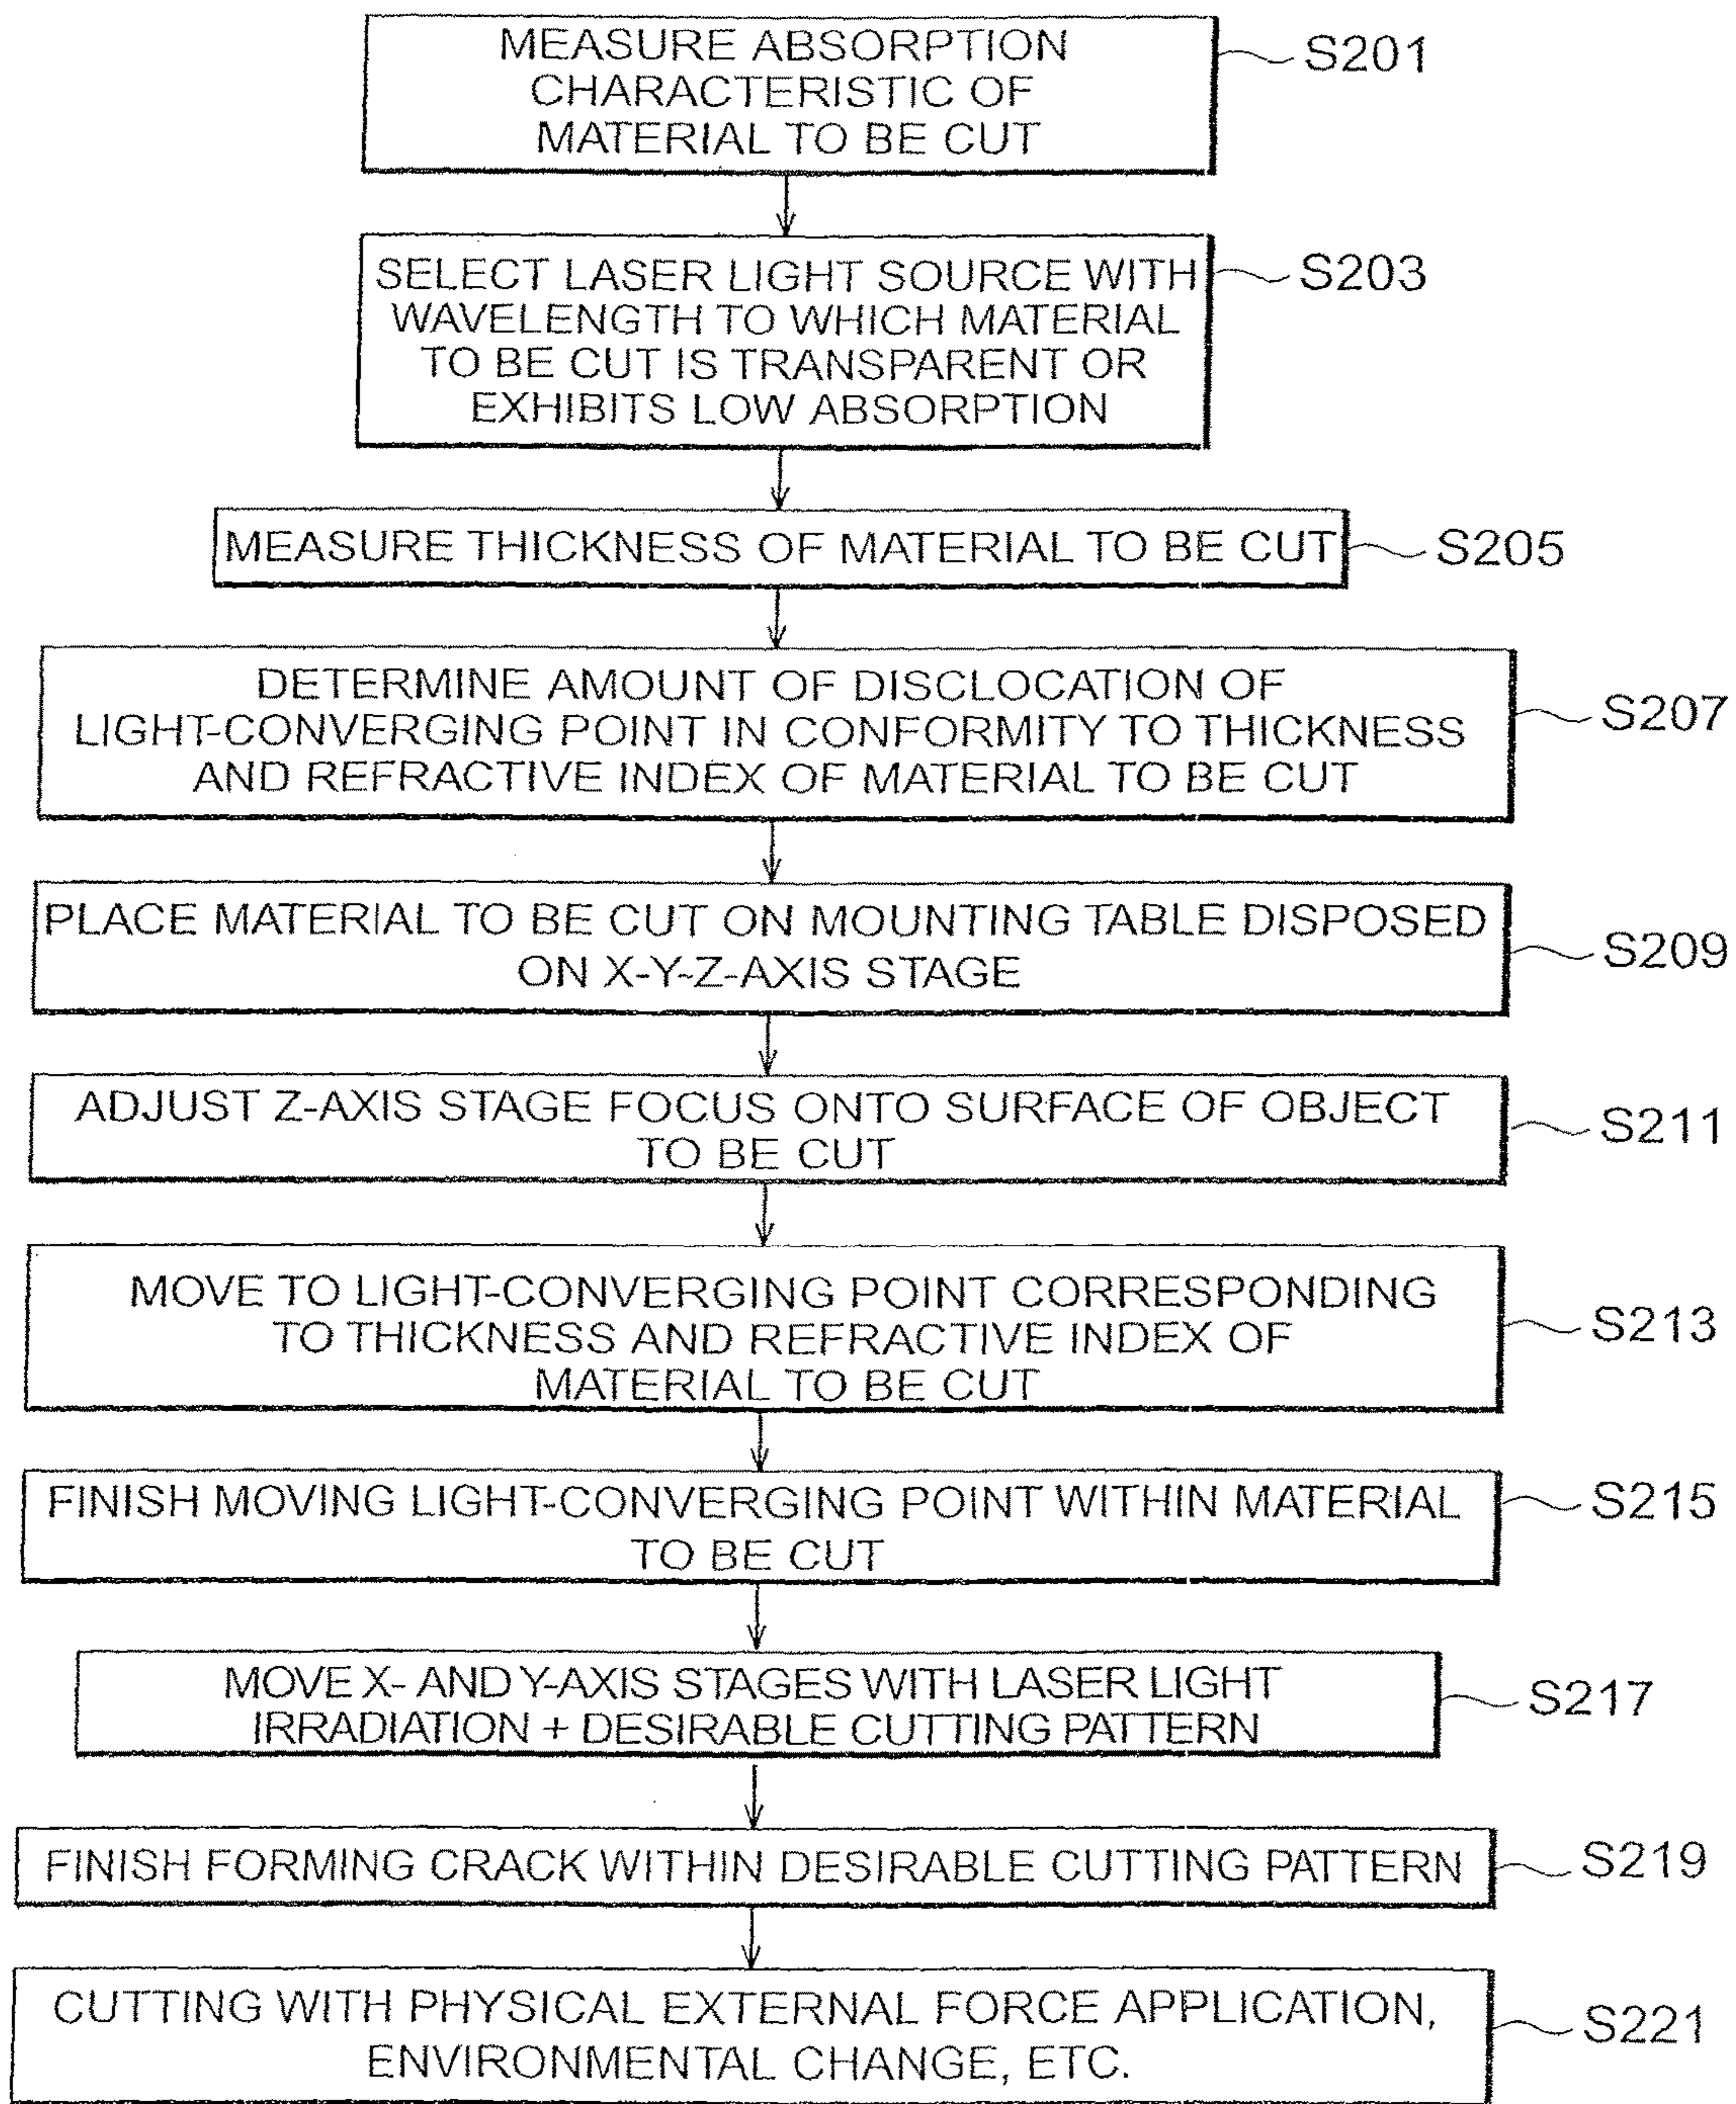 MEASURE ABSORPTION
CHARACTERISTIC OF
MATERIAL TO BE CUT
S201
SELECT LASER LIGHT SOURCE WITH
WAVELENGTH TO WHICH MATERIAL
TO BE CUT IS TRANSPARENT OR
EXHIBITS LOW ABSORPTION
S203
MEASURE THICKNESS OF MATERIAL TO BE CUT
S205
DETERMINE AMOUNT OF DISCLOCATION OF
LIGHT-CONVERGING POINT IN CONFORMITY TO THICKNESS
AND REFRACTIVE INDEX OF MATERIAL TO BE CUT
S207
PLACE MATERIAL TO BE CUT ON MOUNTING TABLE DISPOSED
ON X-Y-Z-AXIS STAGE
S209
ADJUST Z-AXIS STAGE FOCUS ONTO SURFACE OF OBJECT
TO BE CUT
S211
MOVE TO LIGHT-CONVERGING POINT CORRESPONDING
TO THICKNESS AND REFRACTIVE INDEX OF
MATERIAL TO BE CUT
S213
FINISH MOVING LIGHT-CONVERGING POINT WITHIN MATERIAL
TO BE CUT
S215
MOVE X- AND Y-AXIS STAGES WITH LASER LIGHT
IRRADIATION + DESIRABLE CUTTING PATTERN
S217
FINISH FORMING CRACK WITHIN DESIRABLE CUTTING PATTERN
S219
CUTTING WITH PHYSICAL EXTERNAL FORCE APPLICATION,
ENVIRONMENTAL CHANGE, ETC.
S221